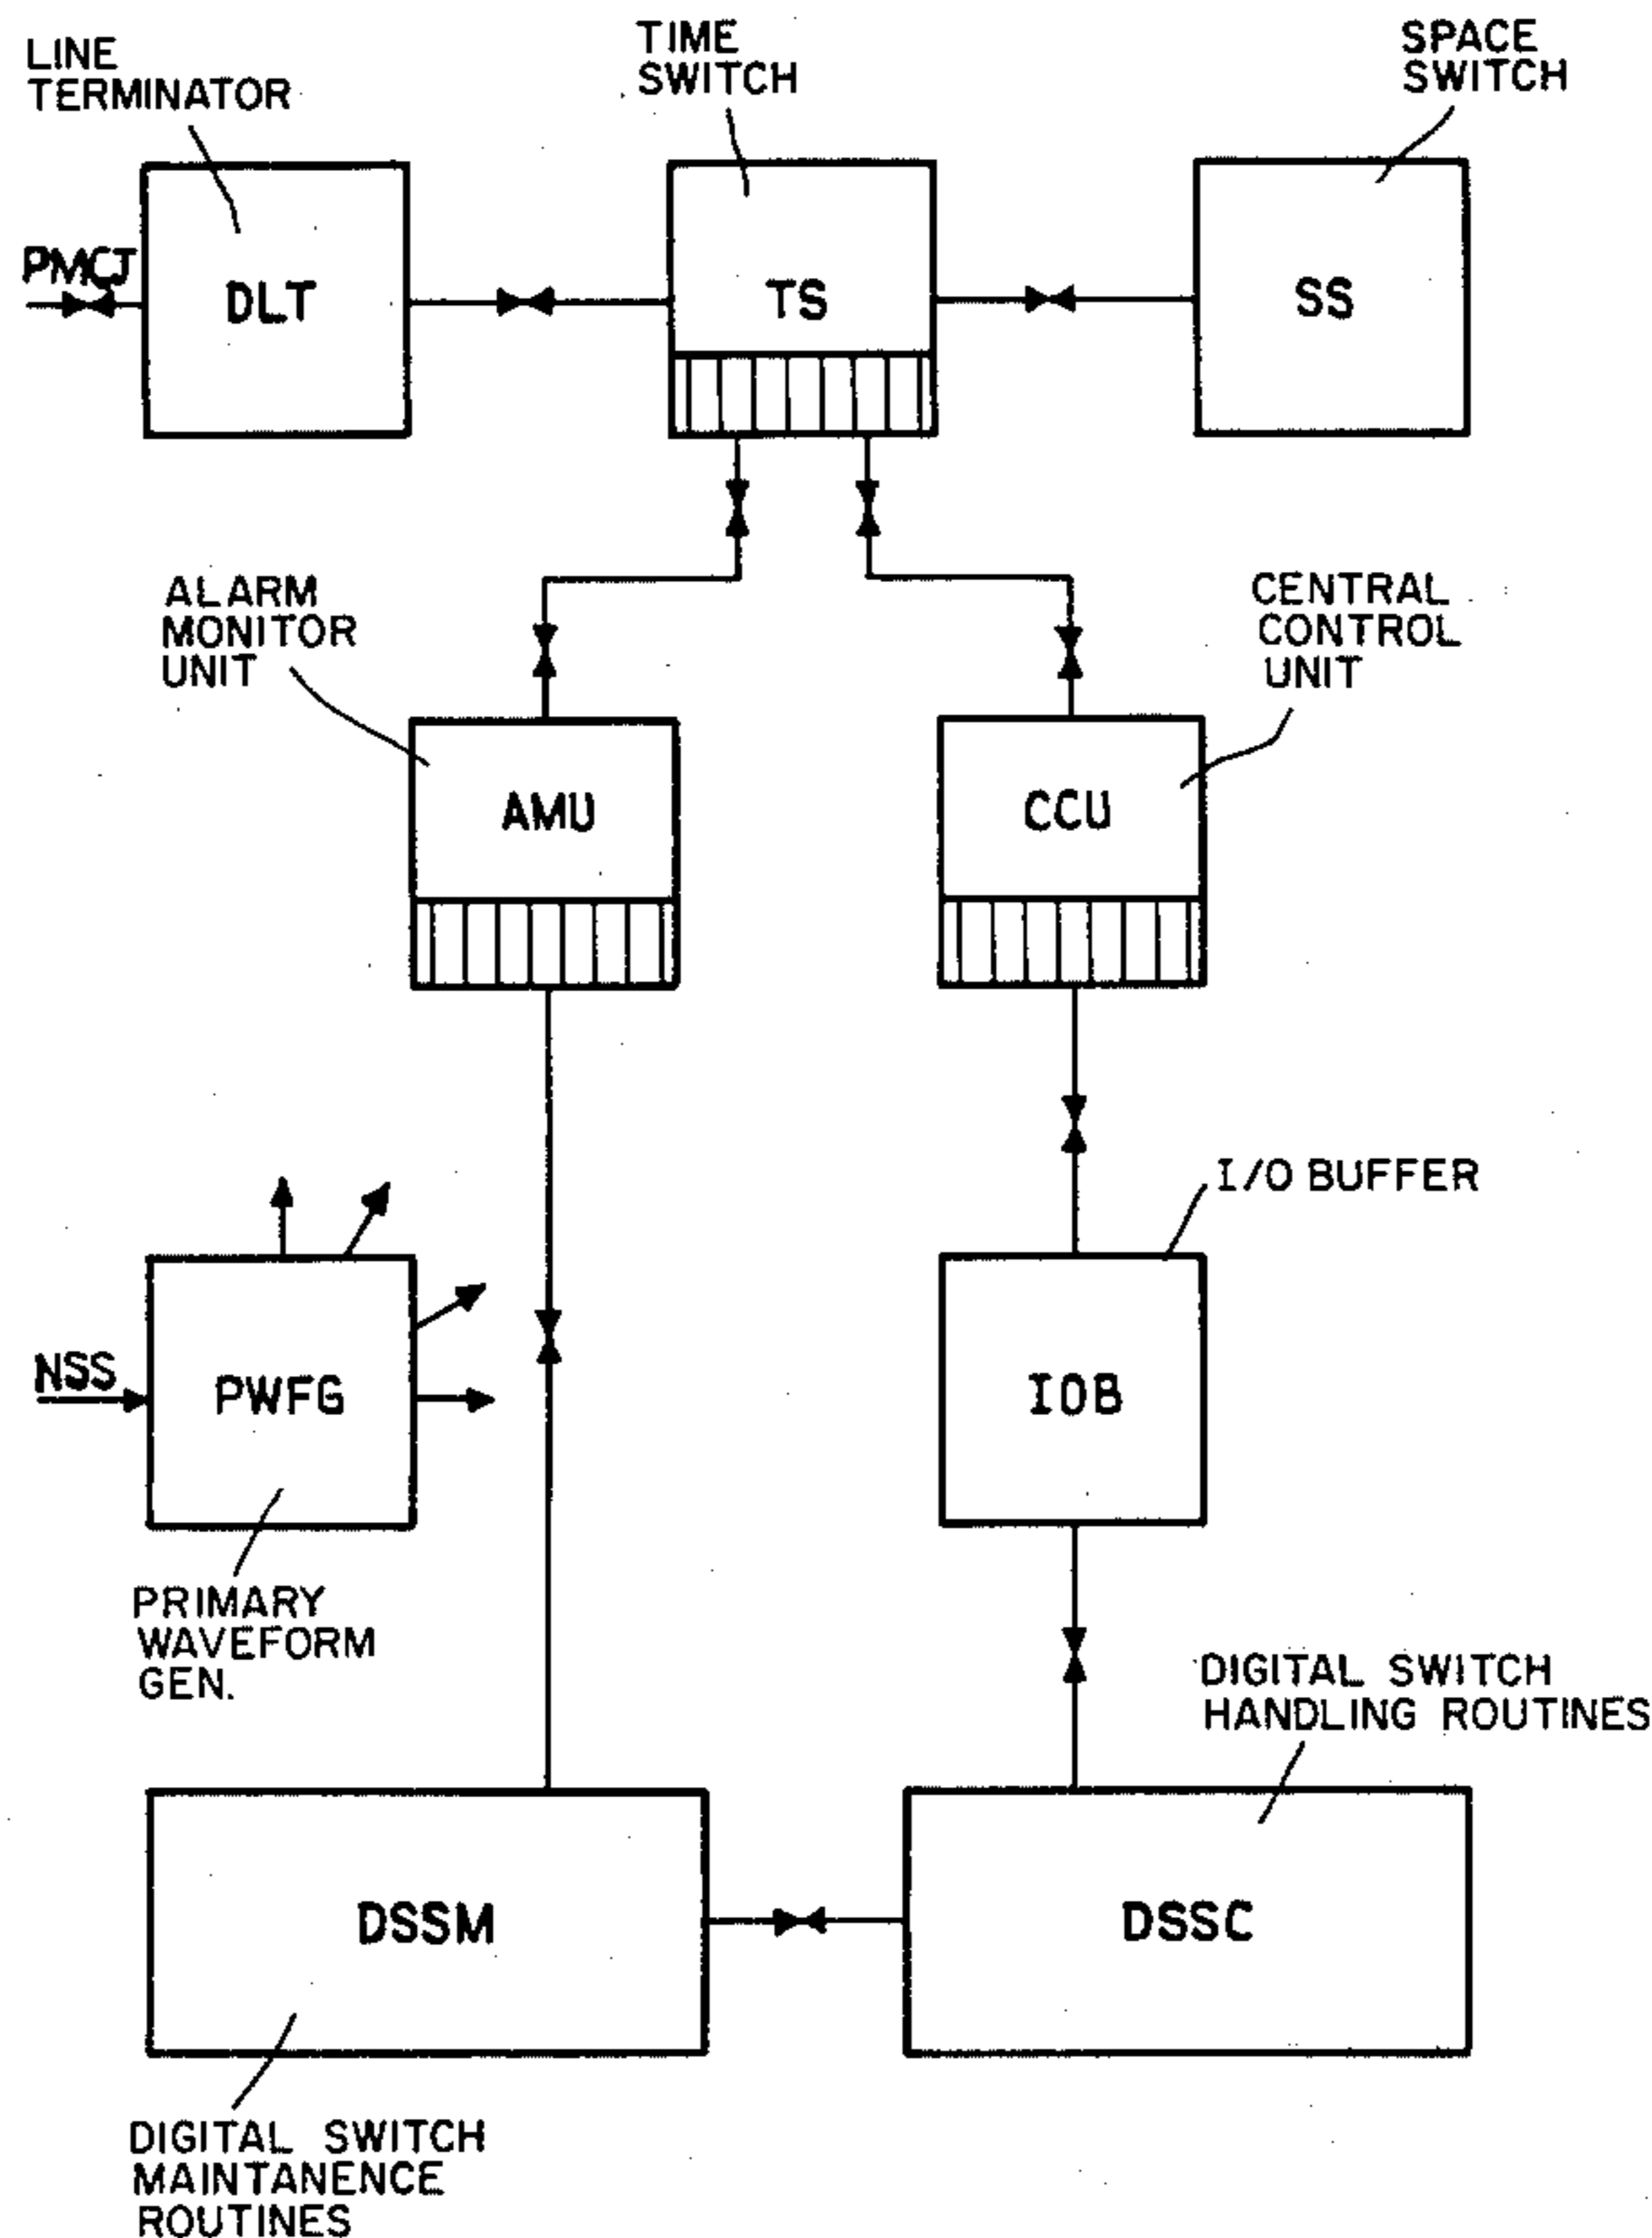 LINE
TERMINATOR
TIME
SWITCH
SPACE
SWITCH
PMCJ
DLT
TS
SS
ALARM
MONITOR
UNIT
CENTRAL
CONTROL
UNIT
AMU
CCU
I/O BUFFER
NSS
PWFG
IOB
PRIMARY
WAVEFORM
GEN.
DIGITAL SWITCH
HANDLING ROUTINES
DSSM
DSSC
DIGITAL SWITCH
MAINTANENCE
ROUTINES